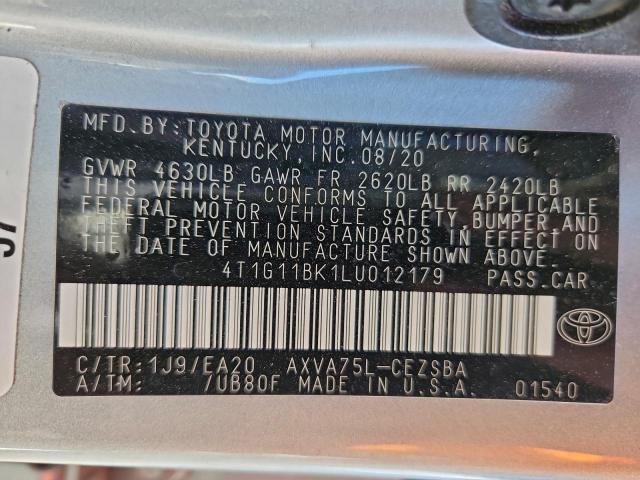 MFD.BY:TOYOTA MOTOR MANUFACTURING,
KENTUCKY,INC.08/20
GVWR 4630LB GAWR FR 2620LB RR 2420LB
THIS VEHICLE CONFORMS TO ALL APPLICABLE
FEDERAL MOTOR VEHICLE SAFETY,BUMPER,AND
THEFT PREVENTION STANDARDS IN EFFECT ON
THE DATE OF MANUFACTURE SHOWN ABOVE.
4T1G11BK1LU012179 PASS.CAR
C/TR:1J9/EA20 AXVA75L-CEZSBA
A/TM: /UB80F MADE IN U.S.A. 01540